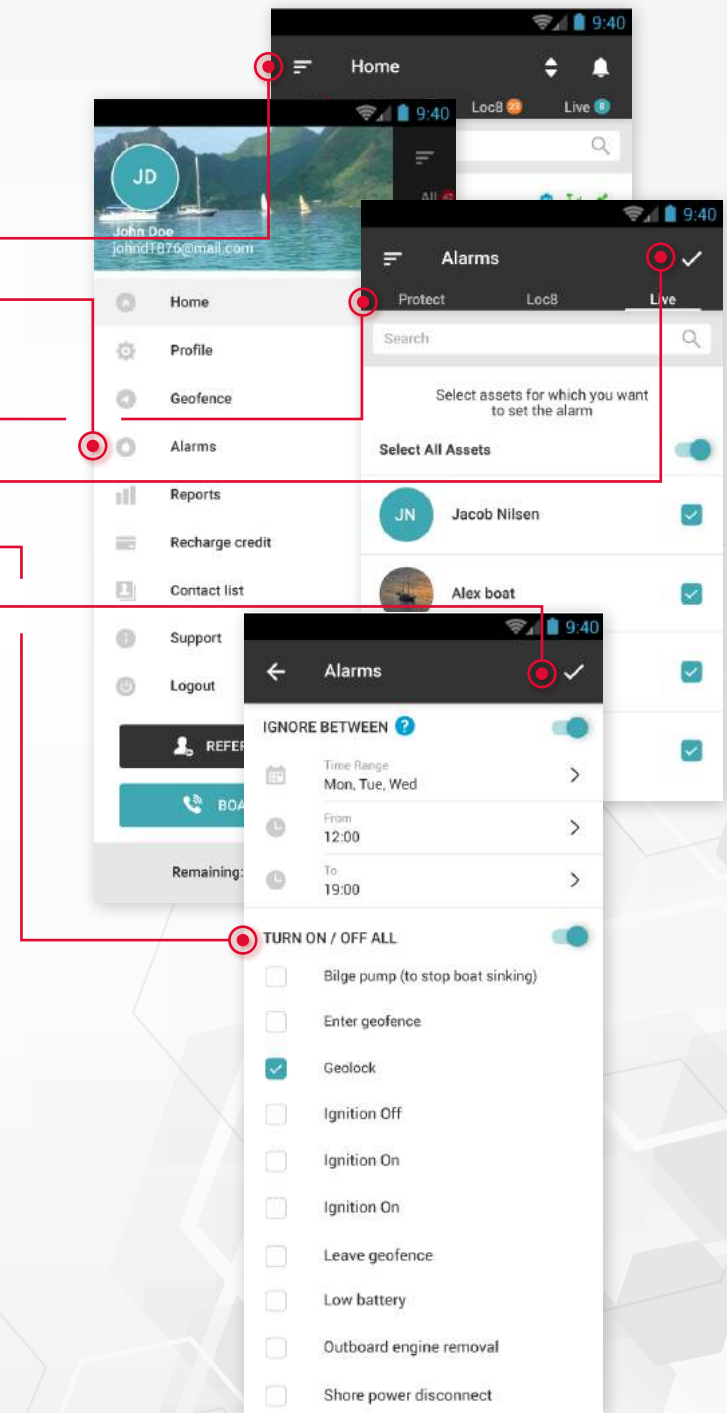 9:40
Home
Loc8 23
Live 8
9:40
JD
All
John Doe
johnd1876@mail.com
Home
Profile
Geofence
Alarms
Reports
Recharge credit
Contact list
Support
Logout
Remaining:
9:40
Alarms
Protect Loc8 Live
Search
Select assets for which you want
to set the alarm
Select All Assets
JN Jacob Nilsen
Alex boat
9:40
Alarms
IGNORE BETWEEN ?
Time Range
Mon, Tue, Wed
From
12:00
To
19:00
TURN ON / OFF ALL
Bilge pump (to stop boat sinking)
Enter geofence
Geolock
Ignition Off
Ignition On
Ignition On
Leave geofence
Low battery
Outboard engine removal
Shore power disconnect